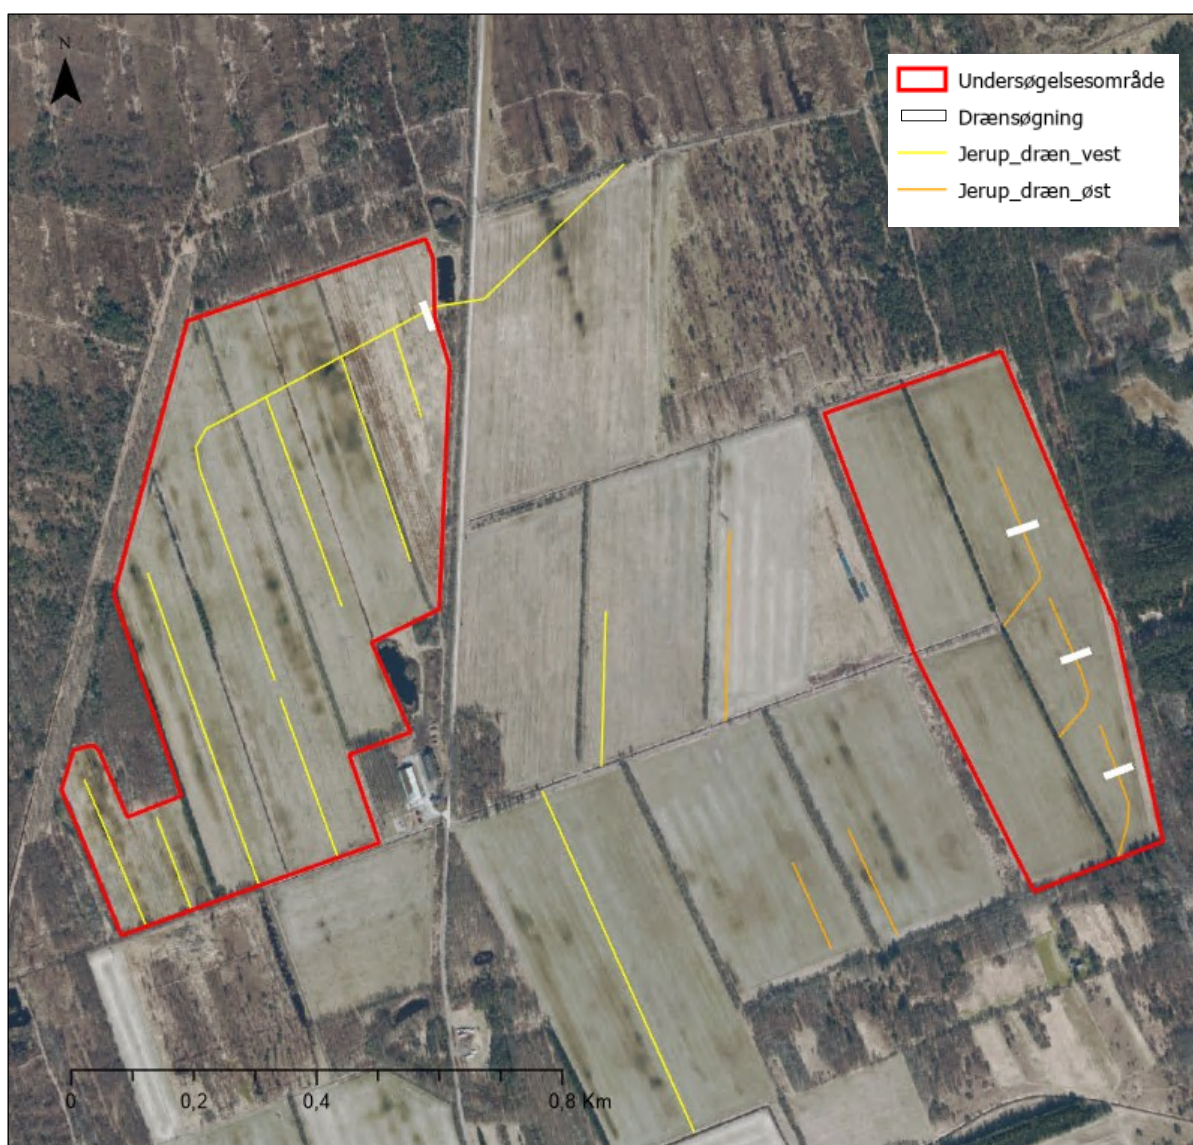 N
Undersøgelsesområde
Drænsøgning
Jerup_dræn_vest
Jerup_dræn_øst
0 0,2 0,4 0,8 Km